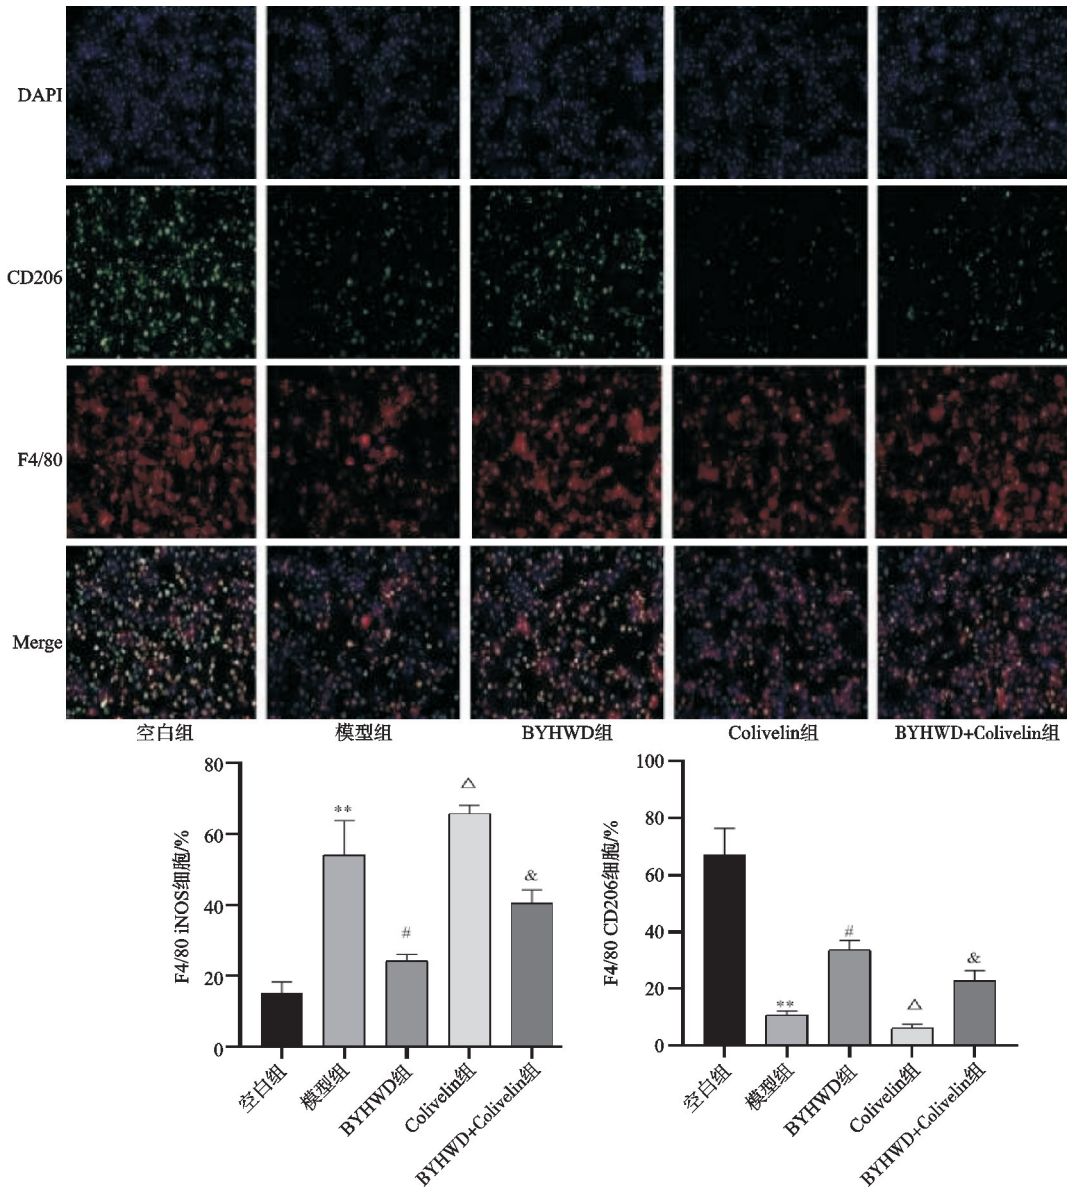 DAPI
CD206
F4/80
Merge
空白组 模型组 BYHWD组 Colivelin组 BYHWD+Colivelin组
F4/80 iNOS细胞/%
80
60
40
20
0
**
#
△
&
空白组
模型组
BYHWD组
Colivelin组
BYHWD+Colivelin组
F4/80 CD206细胞/%
100
80
60
40
20
0
**
#
△
&
空白组
模型组
BYHWD组
Colivelin组
BYHWD+Colivelin组